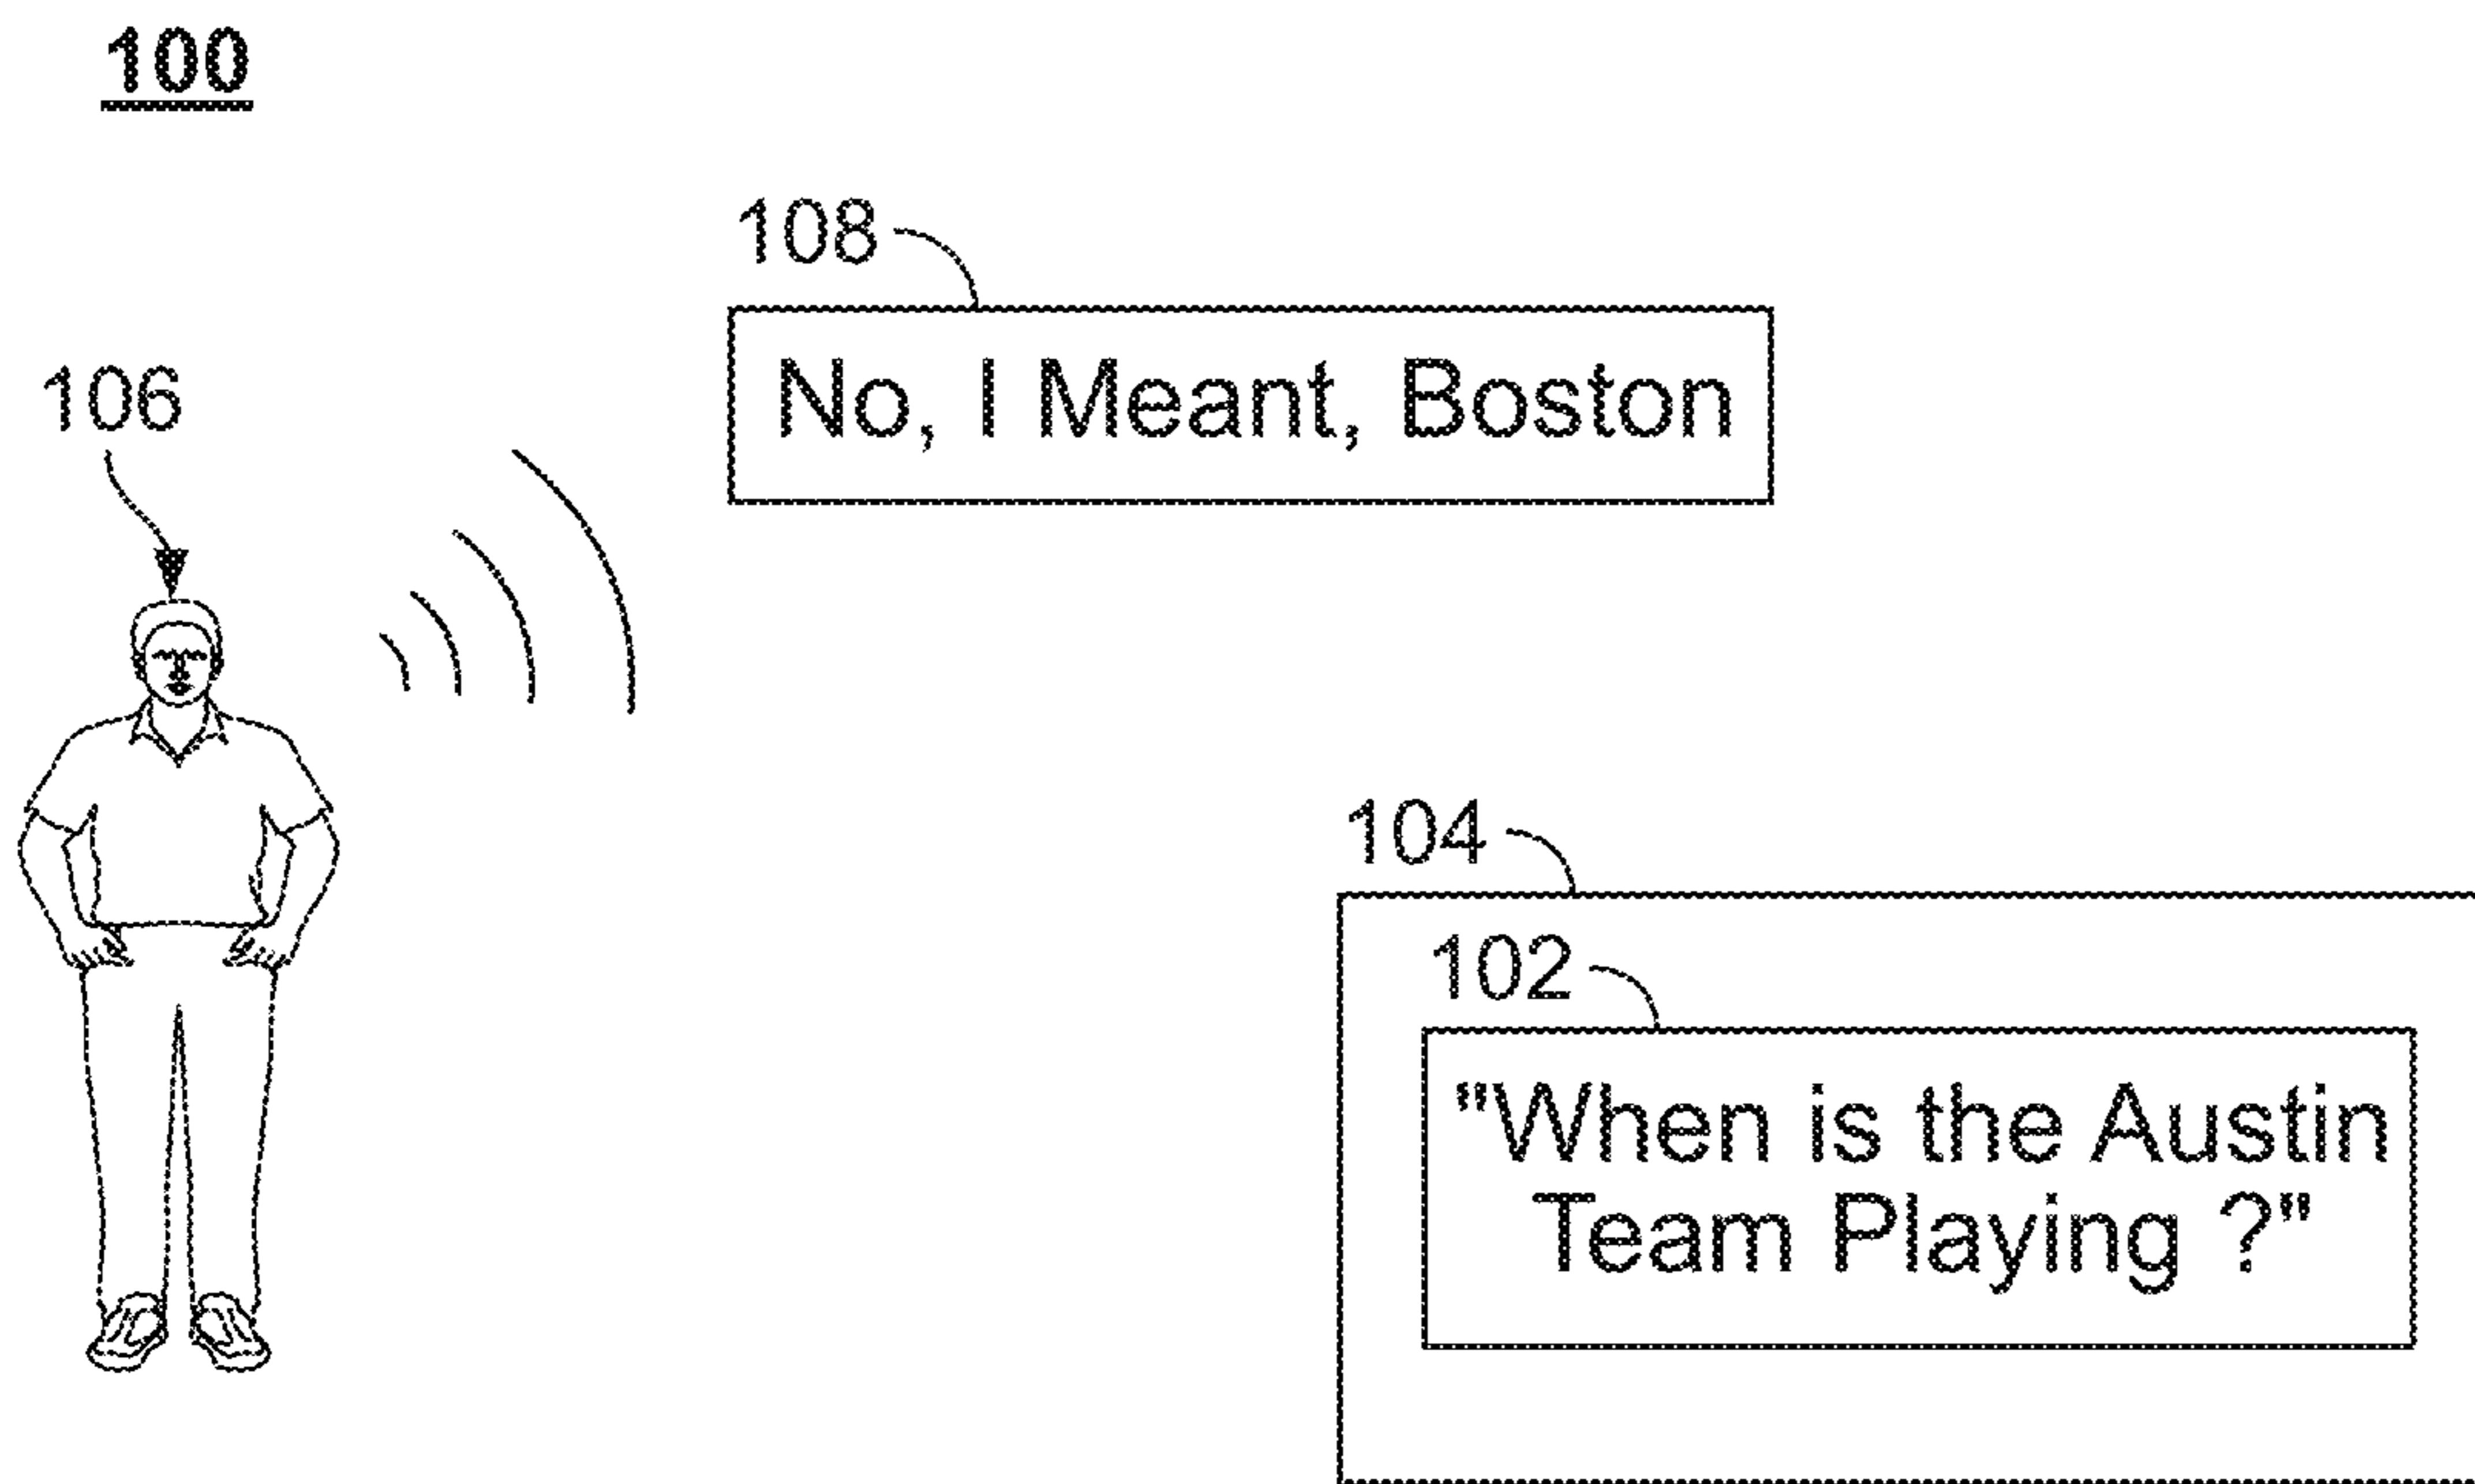 100
108
No, I Meant, Boston
106
104
102
"When is the Austin
Team Playing ?"